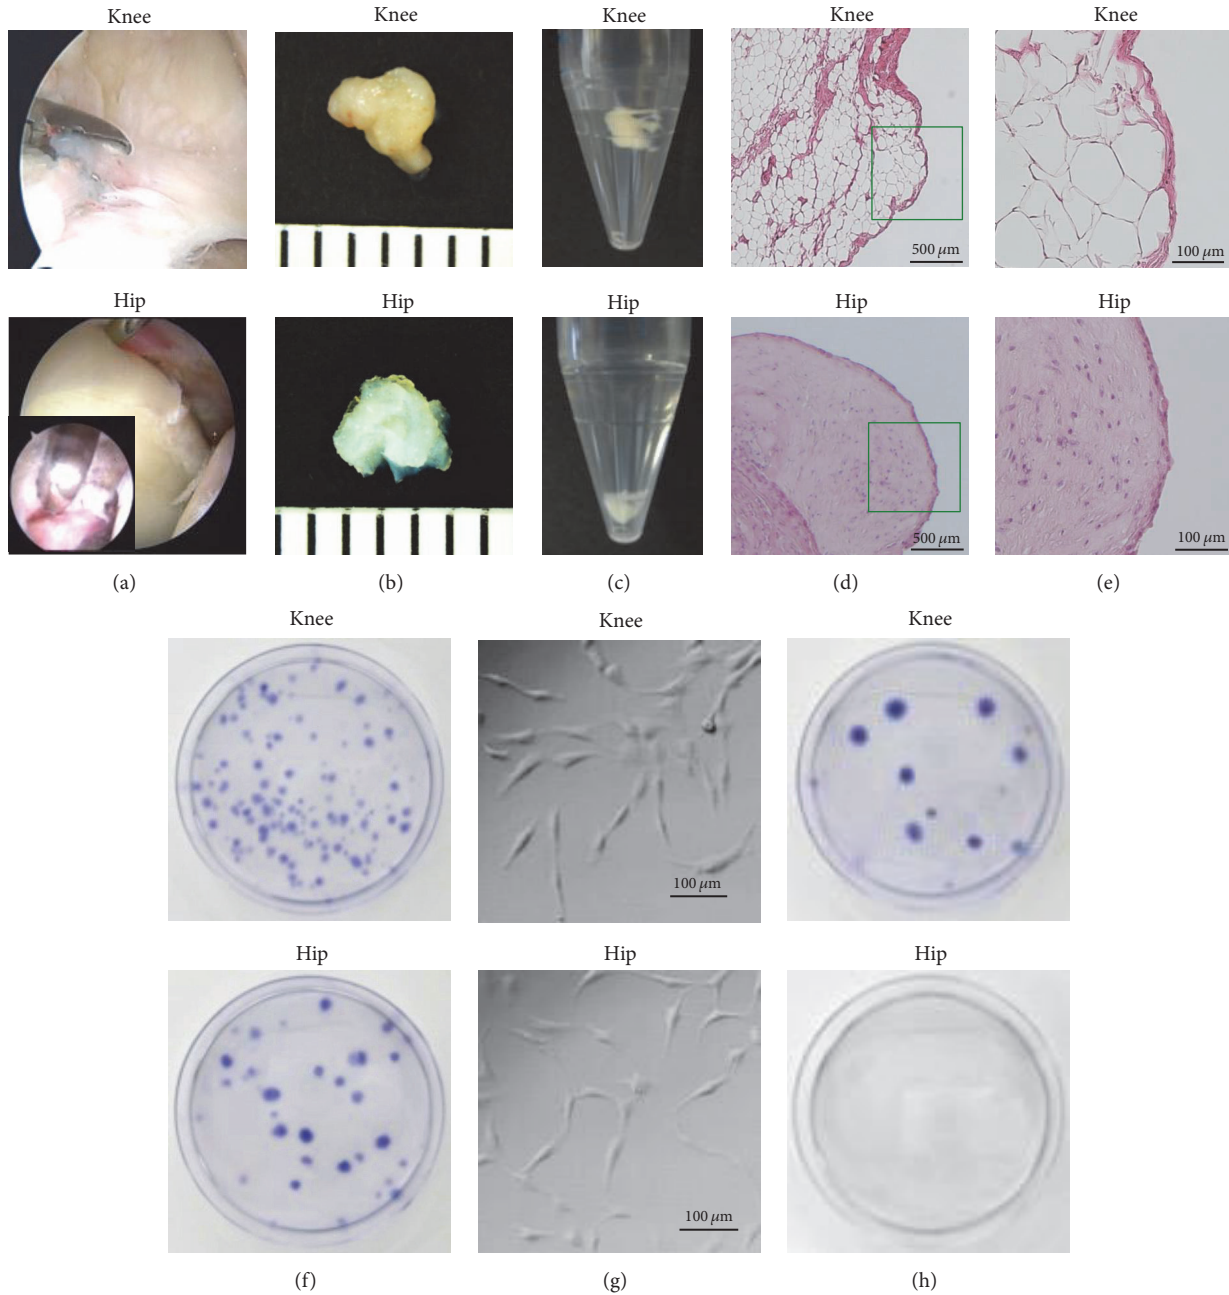 Knee Knee Knee Knee Knee
500 µm 100 µm
Hip Hip Hip Hip Hip
500 µm 100 µm
(a) (b) (c) (d) (e)
Knee Knee Knee
100 µm
Hip Hip Hip
100 µm
(f) (g) (h)